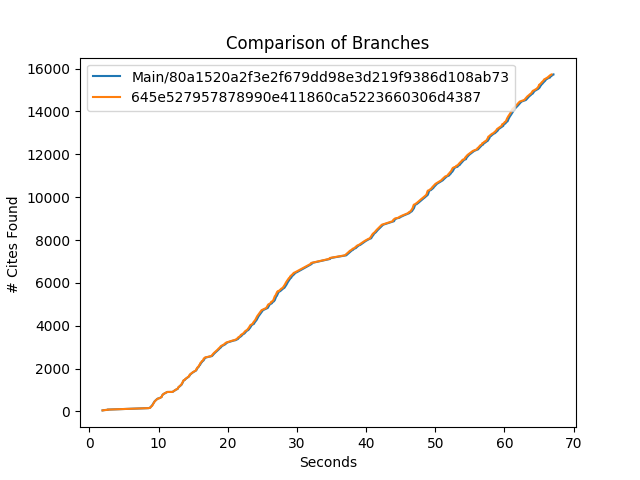 Comparison of Branches
Main/80a1520a2f3e2f679dd98e3d219f9386d108ab73
645e527957878990e411860ca5223660306d4387
16000
14000
12000
10000
8000
6000
4000
2000
0
# Cites Found
0 10 20 30 40 50 60 70
Seconds